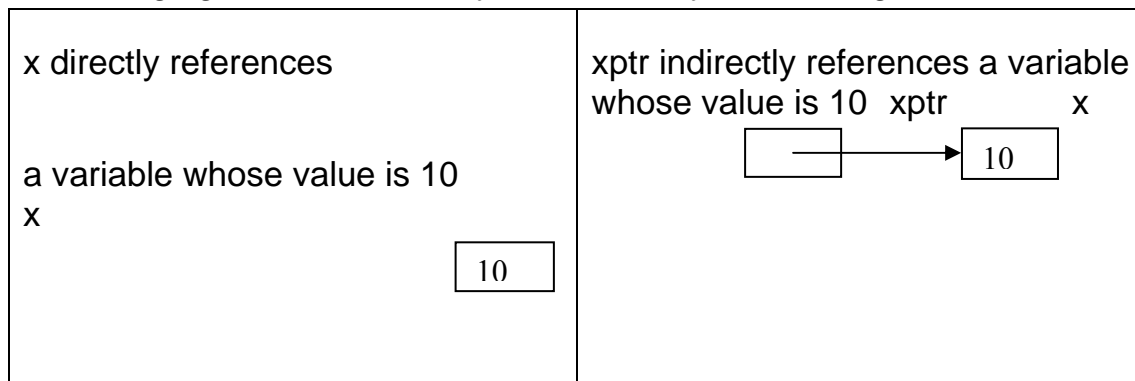 x directly references
a variable whose value is 10
x
10
xptr indirectly references a variable
whose value is 10 xptr x
10